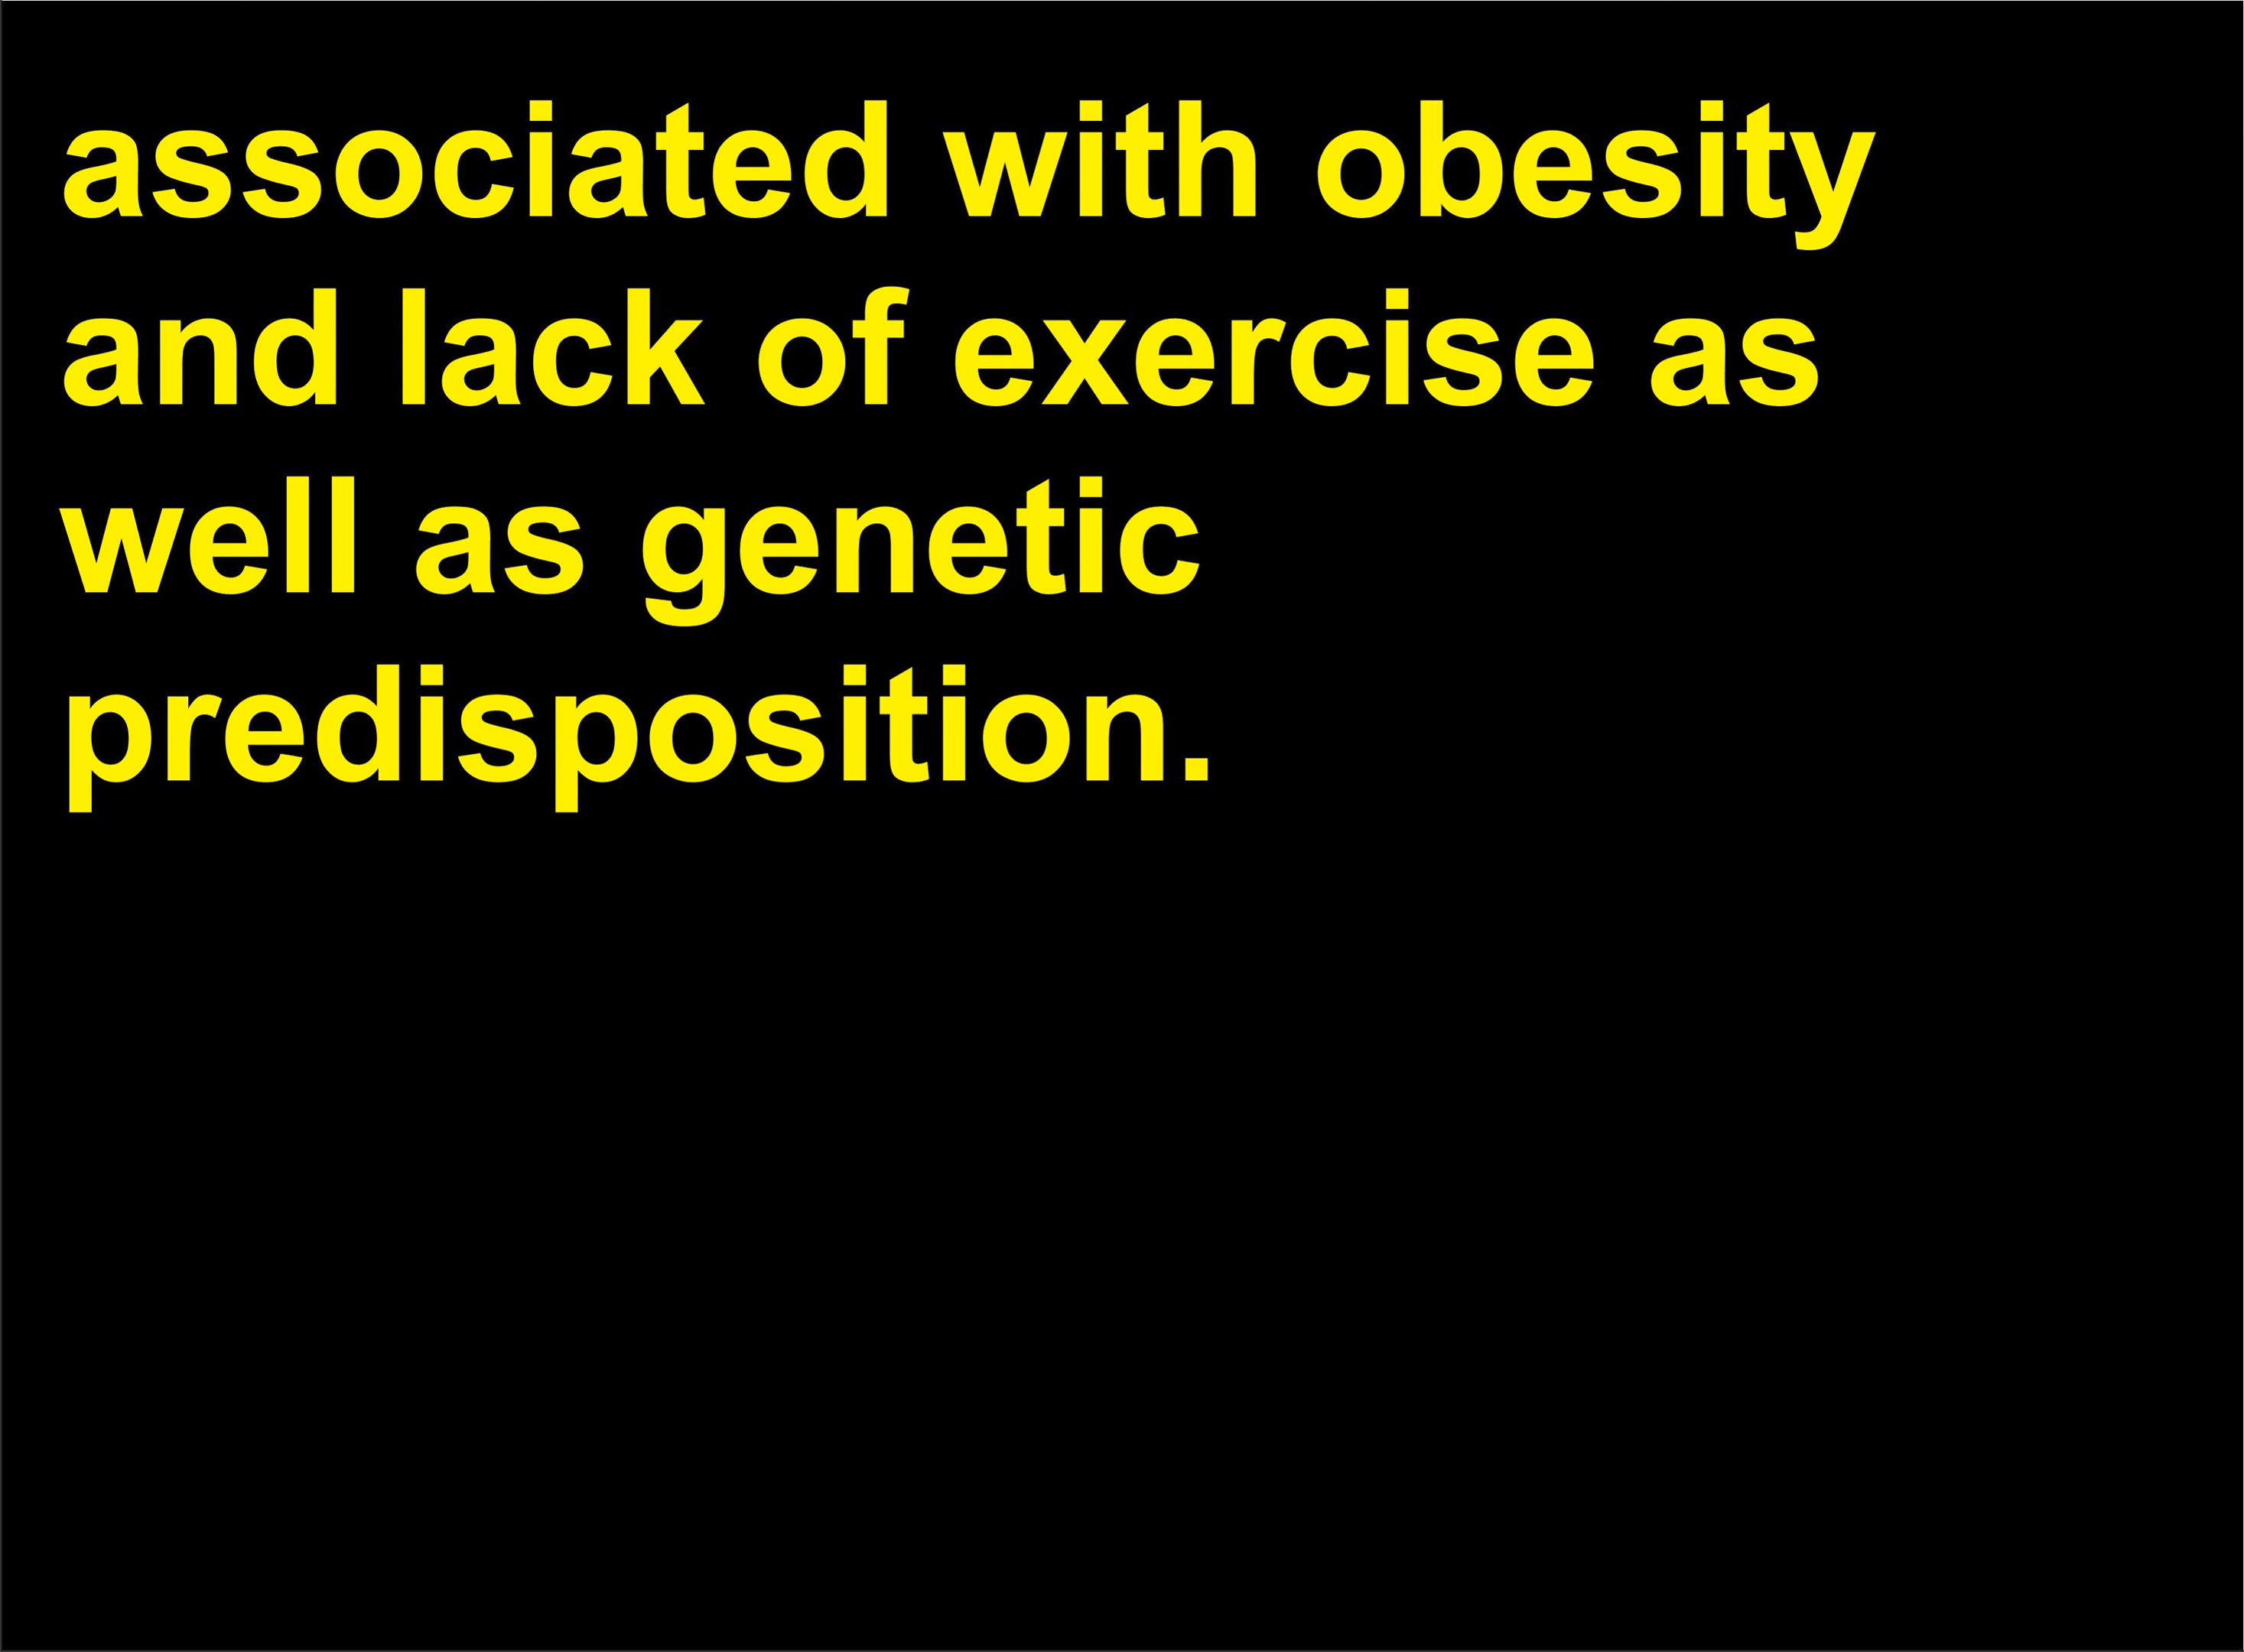 associated with obesity
and lack of exercise as
well as genetic
predisposition.